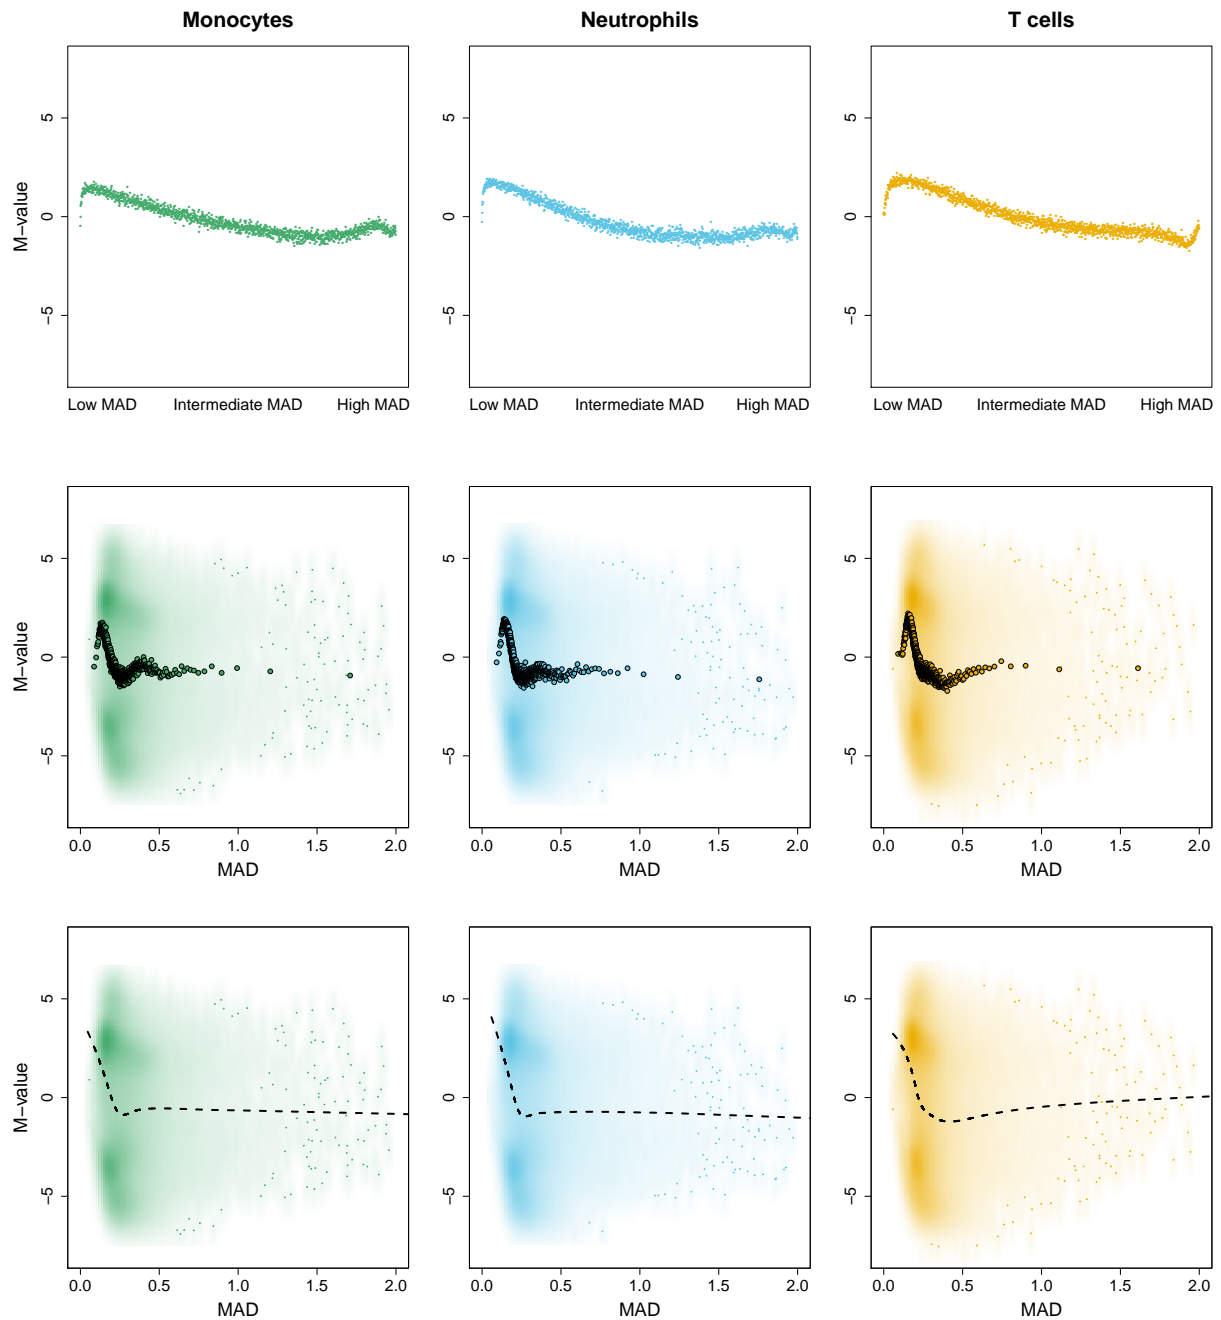 Monocytes Neutrophils T cells
5 5 5
M−value
0 0 0
−5 −5 −5
Low MAD Intermediate MAD High MAD Low MAD Intermediate MAD High MAD Low MAD Intermediate MAD High MAD
5 5 5
M−value
0 0 0
−5 −5 −5
0.0 0.5 1.0 1.5 2.0 0.0 0.5 1.0 1.5 2.0 0.0 0.5 1.0 1.5 2.0
MAD MAD MAD
5 5 5
M−value
0 0 0
−5 −5 −5
0.0 0.5 1.0 1.5 2.0 0.0 0.5 1.0 1.5 2.0 0.0 0.5 1.0 1.5 2.0
MAD MAD MAD